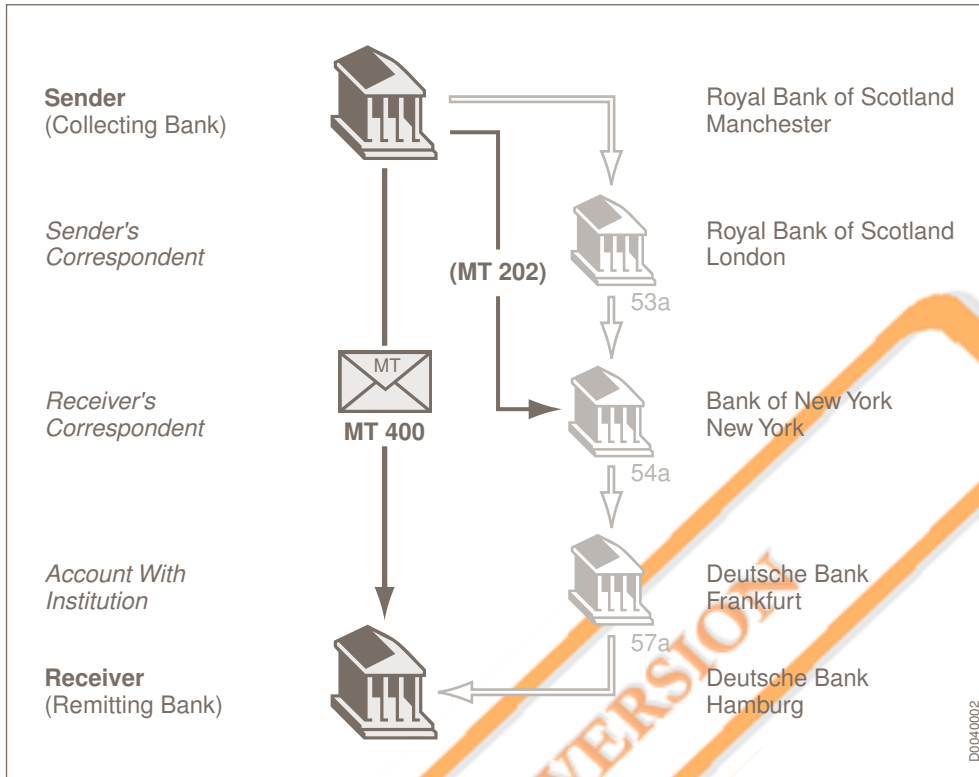 Sender
(Collecting Bank)
Royal Bank of Scotland
Manchester
Sender's
Correspondent
(MT 202)
Royal Bank of Scotland
London
53a
MT
MT 400
Receiver's
Correspondent
Bank of New York
New York
54a
Account With
Institution
Deutsche Bank
Frankfurt
57a
Receiver
(Remitting Bank)
Deutsche Bank
Hamburg
VERSION
D0040002